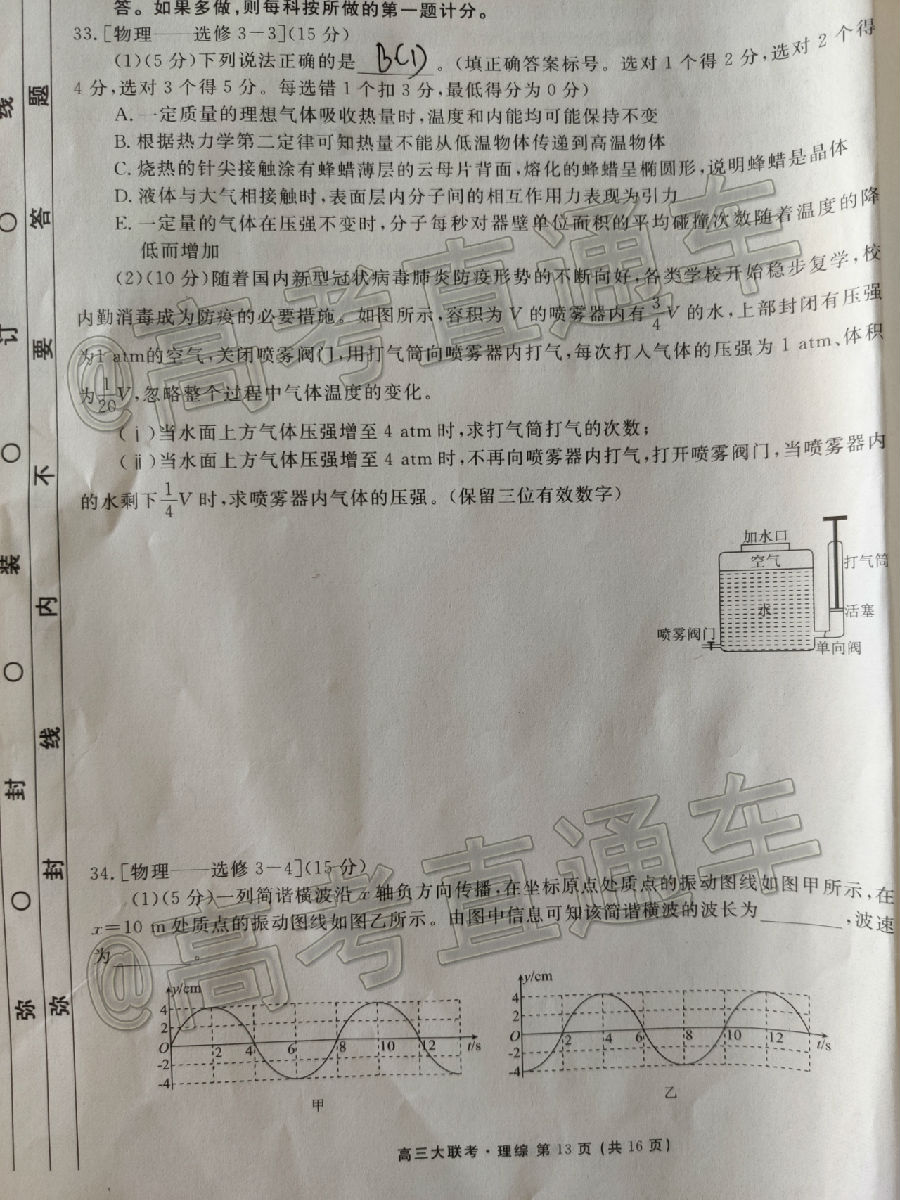 答。如果多做,则每科按所做的第一题计分。
33.[物理——选修3-3](15分)
(1)(5分)下列说法正确的是 BC) 。(填正确答案标号。选对1个得2分,选对2个得
4分,选对3个得5分。每选错1个扣3分,最低得分为0分)
A.一定质量的理想气体吸收热量时,温度和内能均可能保持不变
B.根据热力学第二定律可知热量不能从低温物体传递到高温物体
C.烧热的针尖接触涂有蜂蜡薄层的云母片背面,熔化的蜂蜡呈椭圆形,说明蜂蜡是晶体
D.液体与大气相接触时,表面层内分子间的相互作用力表现为引力
E.一定量的气体在压强不变时,分子每秒对器壁单位面积的平均碰撞次数随着温度的降
低而增加
(2)(10分)随着国内新型冠状病毒肺炎防疫形势的不断向好,各类学校开始稳步复学,校
内勤消毒成为防疫的必要措施。如图所示,容积为V的喷雾器内有3/4V的水,上部封闭有压强
为1 atm的空气,关闭喷雾阀门,用打气筒向喷雾器内打气,每次打入气体的压强为1 atm、体积
为1/20V,忽略整个过程中气体温度的变化。
(ⅰ)当水面上方气体压强增至4 atm时,求打气筒打气的次数;
(ⅱ)当水面上方气体压强增至4 atm时,不再向喷雾器内打气,打开喷雾阀门,当喷雾器内
的水剩下1/4V时,求喷雾器内气体的压强。(保留三位有效数字)
加水口
空气
打气筒
水
活塞
喷雾阀门
单向阀
34.[物理——选修3-4](15分)
(1)(5分)一列简谐横波沿x轴负方向传播,在坐标原点处质点的振动图线如图甲所示,在
x=10 m处质点的振动图线如图乙所示。由图中信息可知该简谐横波的波长为 ,波速
为 。
y/cm
4
2
O
-2
-4
2 4 6 8 10 12 t/s
甲
y/cm
4
2
O
-2
-4
2 4 6 8 10 12 t/s
乙
高三大联考·理综 第13页(共16页)
线 ○ 订 ○ 装 ○ 封 ○ 弥
题 答 要 不 内 线 封 弥
@高考直通车
@高考直通车